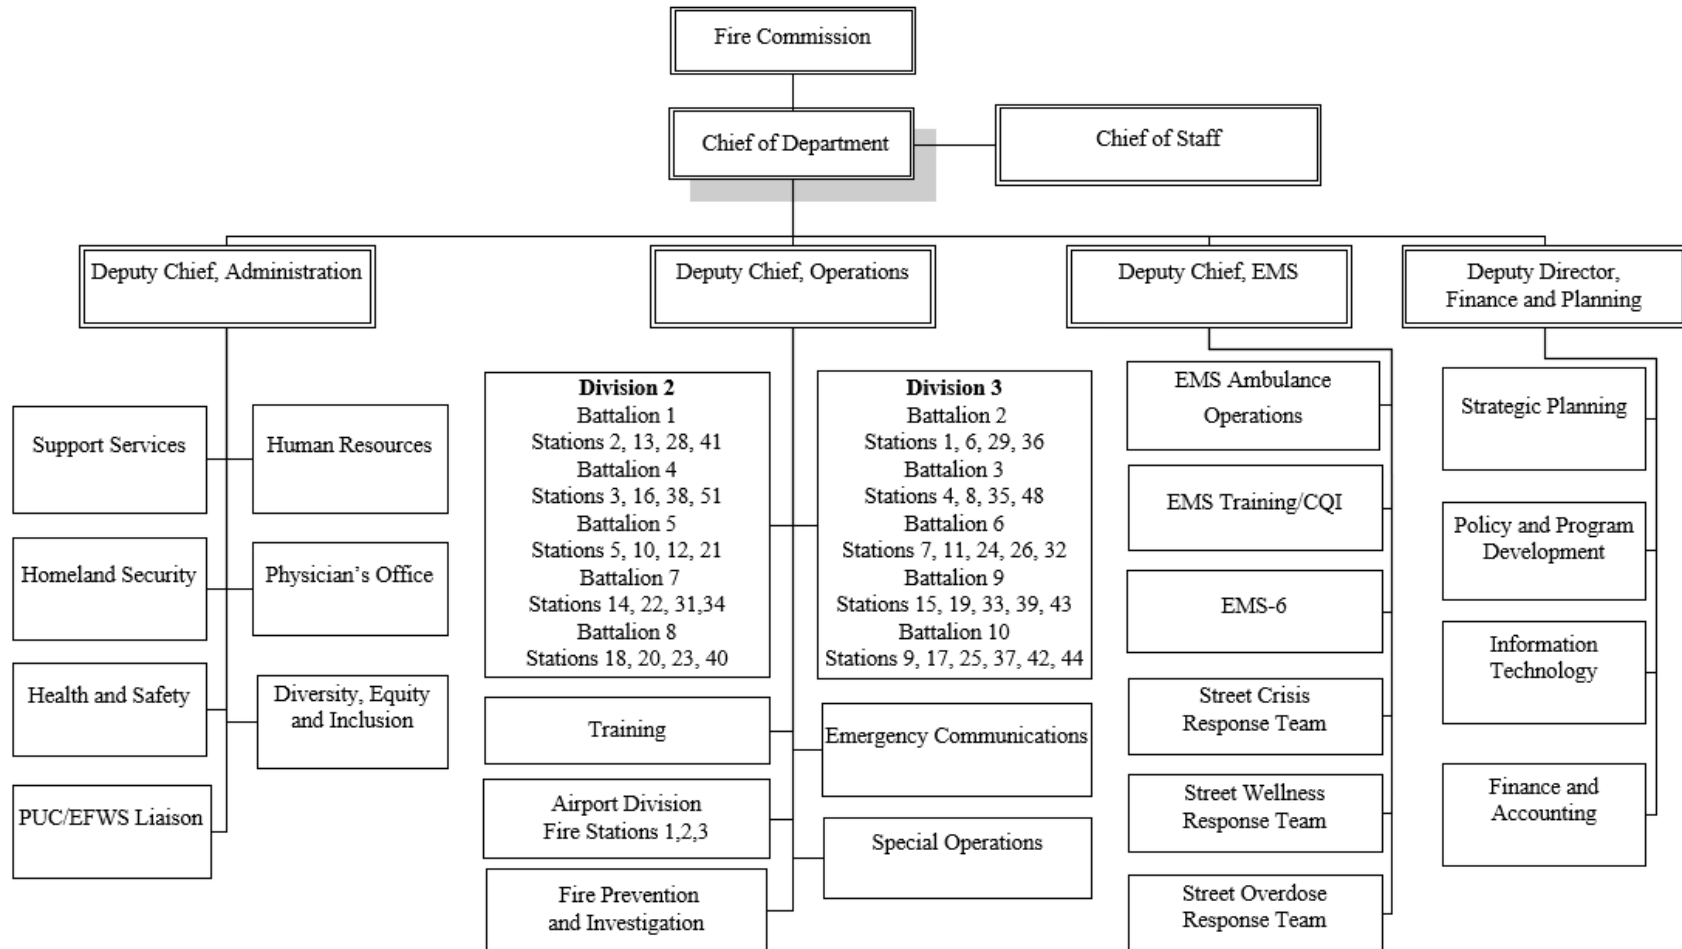 Fire Commission
Chief of Department
Chief of Staff
Deputy Chief, Administration
Deputy Chief, Operations
Deputy Chief, EMS
Deputy Director,
Finance and Planning
Support Services
Human Resources
Homeland Security
Physician’s Office
Health and Safety
Diversity, Equity
and Inclusion
PUC/EFWS Liaison
Division 2
Battalion 1
Stations 2, 13, 28, 41
Battalion 4
Stations 3, 16, 38, 51
Battalion 5
Stations 5, 10, 12, 21
Battalion 7
Stations 14, 22, 31,34
Battalion 8
Stations 18, 20, 23, 40
Division 3
Battalion 2
Stations 1, 6, 29, 36
Battalion 3
Stations 4, 8, 35, 48
Battalion 6
Stations 7, 11, 24, 26, 32
Battalion 9
Stations 15, 19, 33, 39, 43
Battalion 10
Stations 9, 17, 25, 37, 42, 44
Training
Emergency Communications
Airport Division
Fire Stations 1,2,3
Special Operations
Fire Prevention
and Investigation
EMS Ambulance
Operations
EMS Training/CQI
EMS-6
Street Crisis
Response Team
Street Wellness
Response Team
Street Overdose
Response Team
Strategic Planning
Policy and Program
Development
Information
Technology
Finance and
Accounting